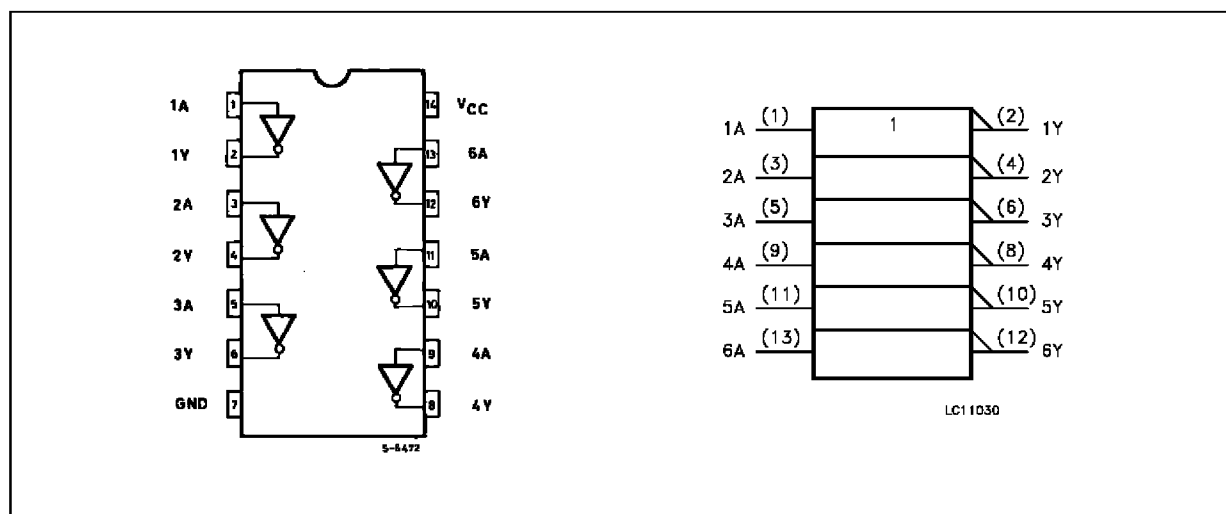 1A 1 14 VCC
1Y 2 13 6A
2A 3 12 6Y
2Y 4 11 5A
3A 5 10 5Y
3Y 6 9 4A
GND 7 8 4Y
S-6472
1A (1) 1 (2) 1Y
2A (3) (4) 2Y
3A (5) (6) 3Y
4A (9) (8) 4Y
5A (11) (10) 5Y
6A (13) (12) 6Y
LC11030